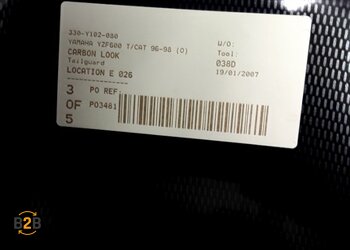 330-Y102-080
YAMAHA YZF600 T/CAT 96-98 (O) W/O:
CARBON LOOK Tool:
Tailguard 038D
LOCATION E 026 19/01/2007
3 PO REF.
OF PO3461
5
B2B